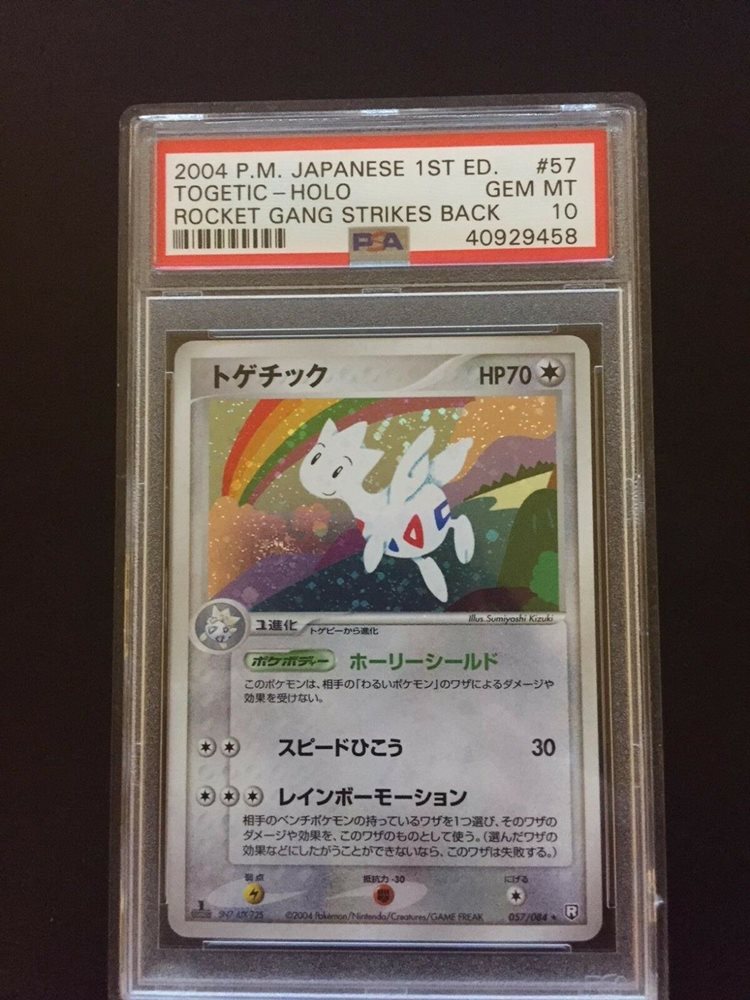 2004 P.M. JAPANESE 1ST ED. #57
TOGETIC - HOLO GEM MT
ROCKET GANG STRIKES BACK 10
PSA 40929458
トゲチック HP70
Illus. Sumiyoshi Kizuki
1進化 トゲピーから進化
ポケボディー ホーリーシールド
このポケモンは、相手の「わるいポケモン」のワザによるダメージや
効果を受けない。
スピードひこう 30
レインボーモーション
相手のベンチポケモンの持っているワザを1つ選び、そのワザの
ダメージや効果を、このワザのものとして使う。(選んだワザの
効果などにしたがうことができないなら、このワザは失敗する。)
弱点 抵抗力 -30 にげる
1
©2004 Pokémon/Nintendo/Creatures/GAME FREAK 057/084 ★ R